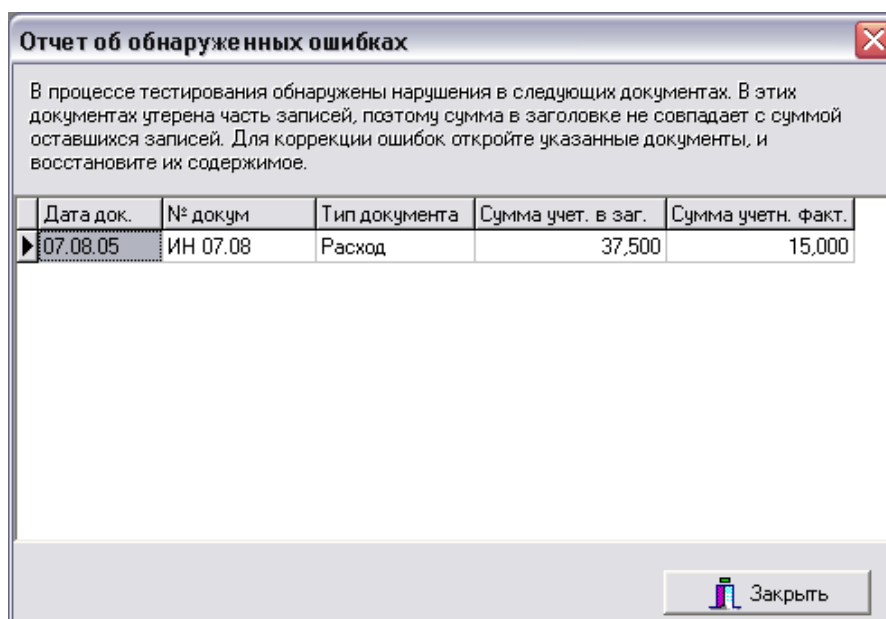 Отчет об обнаруженных ошибках
В процессе тестирования обнаружены нарушения в следующих документах. В этих
документах утерена часть записей, поэтому сумма в заголовке не совпадает с суммой
оставшихся записей. Для коррекции ошибок откройте указанные документы, и
восстановите их содержимое.
Дата док. № докум Тип документа Сумма учет. в заг. Сумма учетн. факт.
07.08.05 ИН 07.08 Расход 37,500 15,000
Закрыть